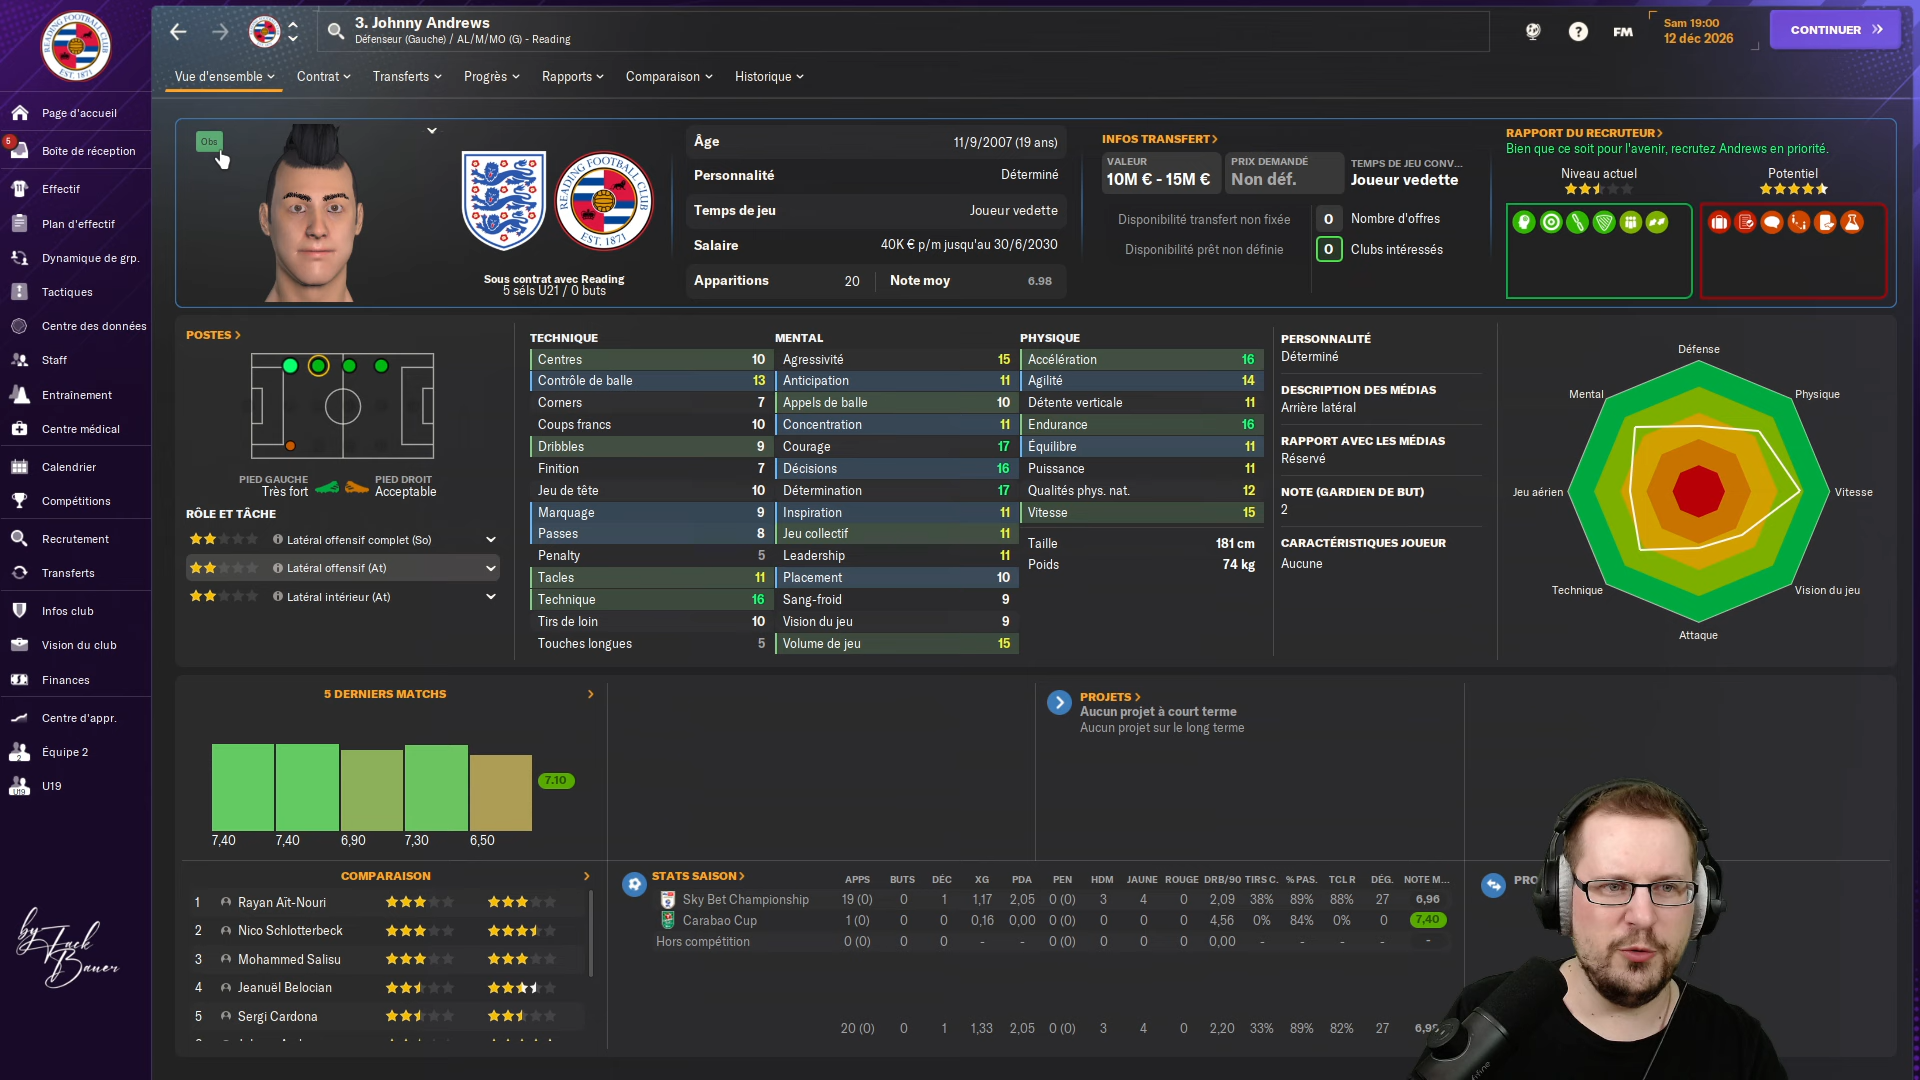 3. Johnny Andrews
Défenseur (Gauche) / AL/M/MO (G) - Reading
Sam 19:00
12 déc 2026
FM
CONTINUER
Vue d'ensemble
Contrat
Transferts
Progrès
Rapports
Comparaison
Historique
READING FOOTBALL CLUB
EST. 1871
Page d'accueil
5
Boîte de réception
Effectif
Plan d'effectif
Dynamique de grp.
Tactiques
Centre des données
Staff
Entraînement
Centre médical
Calendrier
Compétitions
Recrutement
Transferts
Infos club
Vision du club
Finances
Centre d'appr.
Équipe 2
U19
by Jack Bauer
Obs
READING FOOTBALL CLUB
EST. 1871
Sous contrat avec Reading
5 séls U21 / 0 buts
Âge 11/9/2007 (19 ans)
Personnalité Déterminé
Temps de jeu Joueur vedette
Salaire 40K € p/m jusqu'au 30/6/2030
Apparitions 20 Note moy 6.98
INFOS TRANSFERT
VALEUR
10M € - 15M €
PRIX DEMANDÉ
Non déf.
TEMPS DE JEU CONV...
Joueur vedette
Disponibilité transfert non fixée
0 Nombre d'offres
Disponibilité prêt non définie
0 Clubs intéressés
RAPPORT DU RECRUTEUR
Bien que ce soit pour l'avenir, recrutez Andrews en priorité.
Niveau actuel
Potentiel
POSTES
PIED GAUCHE
Très fort
PIED DROIT
Acceptable
RÔLE ET TÂCHE
Latéral offensif complet (So)
Latéral offensif (At)
Latéral intérieur (At)
TECHNIQUE
Centres 10
Contrôle de balle 13
Corners 7
Coups francs 10
Dribbles 9
Finition 7
Jeu de tête 10
Marquage 9
Passes 8
Penalty 5
Tacles 11
Technique 16
Tirs de loin 10
Touches longues 5
MENTAL
Agressivité 15
Anticipation 11
Appels de balle 10
Concentration 11
Courage 17
Décisions 16
Détermination 17
Inspiration 11
Jeu collectif 11
Leadership 11
Placement 10
Sang-froid 9
Vision du jeu 9
Volume de jeu 15
PHYSIQUE
Accélération 16
Agilité 14
Détente verticale 11
Endurance 16
Équilibre 11
Puissance 11
Qualités phys. nat. 12
Vitesse 15
Taille 181 cm
Poids 74 kg
PERSONNALITÉ
Déterminé
DESCRIPTION DES MÉDIAS
Arrière latéral
RAPPORT AVEC LES MÉDIAS
Réservé
NOTE (GARDIEN DE BUT)
2
CARACTÉRISTIQUES JOUEUR
Aucune
Défense
Physique
Vitesse
Vision du jeu
Attaque
Technique
Jeu aérien
Mental
5 DERNIERS MATCHS
7.10
7,40 7,40 6,90 7,30 6,50
PROJETS
Aucun projet à court terme
Aucun projet sur le long terme
COMPARAISON
1 Rayan Aït-Nouri
2 Nico Schlotterbeck
3 Mohammed Salisu
4 Jeanuël Belocian
5 Sergi Cardona
STATS SAISON APPS BUTS DÉC XG PDA PEN HDM JAUNE ROUGE DRB/90 TIRS C. % PAS. TCL R DÉG. NOTE M...
Sky Bet Championship 19 (0) 0 1 1,17 2,05 0 (0) 3 4 0 2,09 38% 89% 88% 27 6,96
Carabao Cup 1 (0) 0 0 0,16 0,00 0 (0) 0 0 0 4,56 0% 84% 0% 0 7,40
Hors compétition 0 (0) 0 0 - - 0 (0) 0 0 0 0,00 - - - - -
20 (0) 0 1 1,33 2,05 0 (0) 3 4 0 2,20 33% 89% 82% 27
PRO